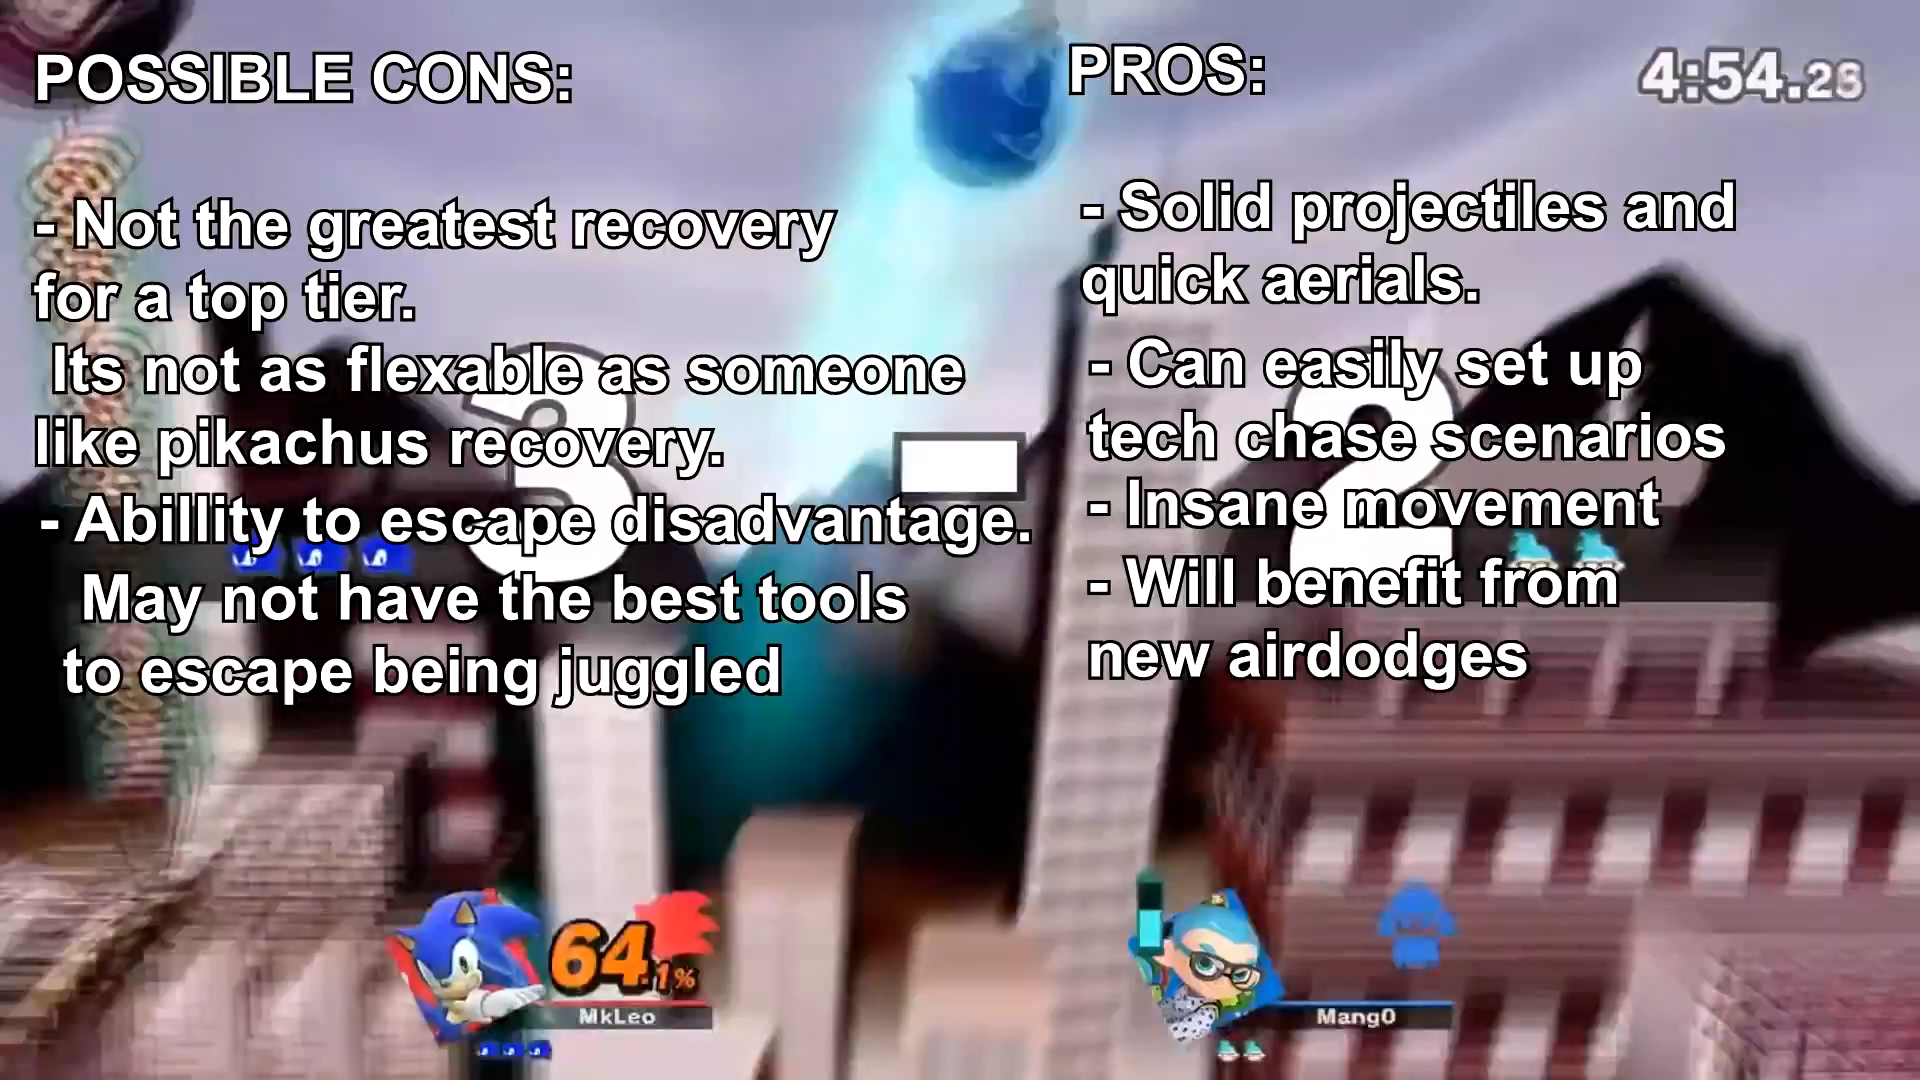 POSSIBLE CONS:
- Not the greatest recovery
for a top tier.
Its not as flexable as someone
like pikachus recovery.
- Abillity to escape disadvantage.
May not have the best tools
to escape being juggled
PROS:
- Solid projectiles and
quick aerials.
- Can easily set up
tech chase scenarios
- Insane movement
- Will benefit from
new airdodges
4:54.28
3
2
64.1%
MkLeo
Mang0